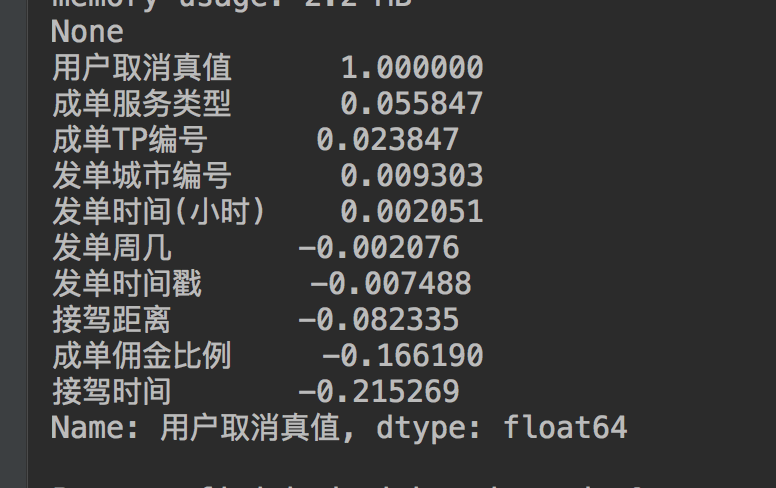 memory usage: 2.2 MB
None
用户取消真值 1.000000
成单服务类型 0.055847
成单TP编号 0.023847
发单城市编号 0.009303
发单时间(小时) 0.002051
发单周几 -0.002076
发单时间戳 -0.007488
接驾距离 -0.082335
成单佣金比例 -0.166190
接驾时间 -0.215269
Name: 用户取消真值, dtype: float64